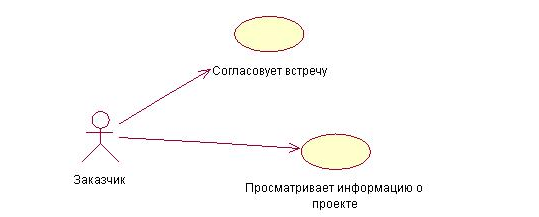 Согласовует встречу
Заказчик
Просматривает информацию о
проекте